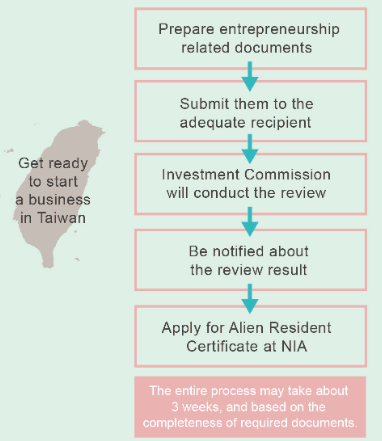 Prepare entrepreneurship
related documents
Submit them to the
adequate recipient
Get ready
to start
a business
in Taiwan
Investment Commission
will conduct the review
Be notified about
the review result
Apply for Alien Resident
Certificate at NIA
The entire process may take about
3 weeks, and based on the
completeness of required documents.